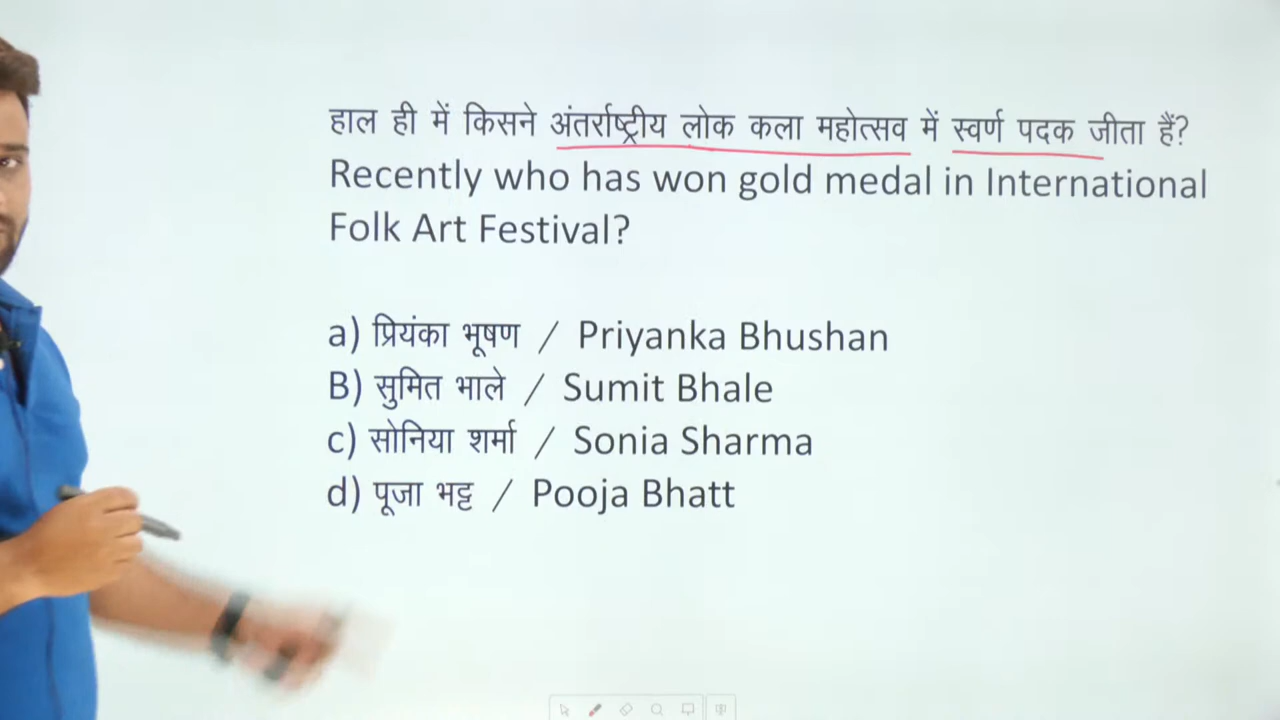 हाल ही में किसने अंतर्राष्ट्रीय लोक कला महोत्सव में स्वर्ण पदक जीता हैं?
Recently who has won gold medal in International
Folk Art Festival?
a) प्रियंका भूषण / Priyanka Bhushan
B) सुमित भाले / Sumit Bhale
c) सोनिया शर्मा / Sonia Sharma
d) पूजा भट्ट / Pooja Bhatt